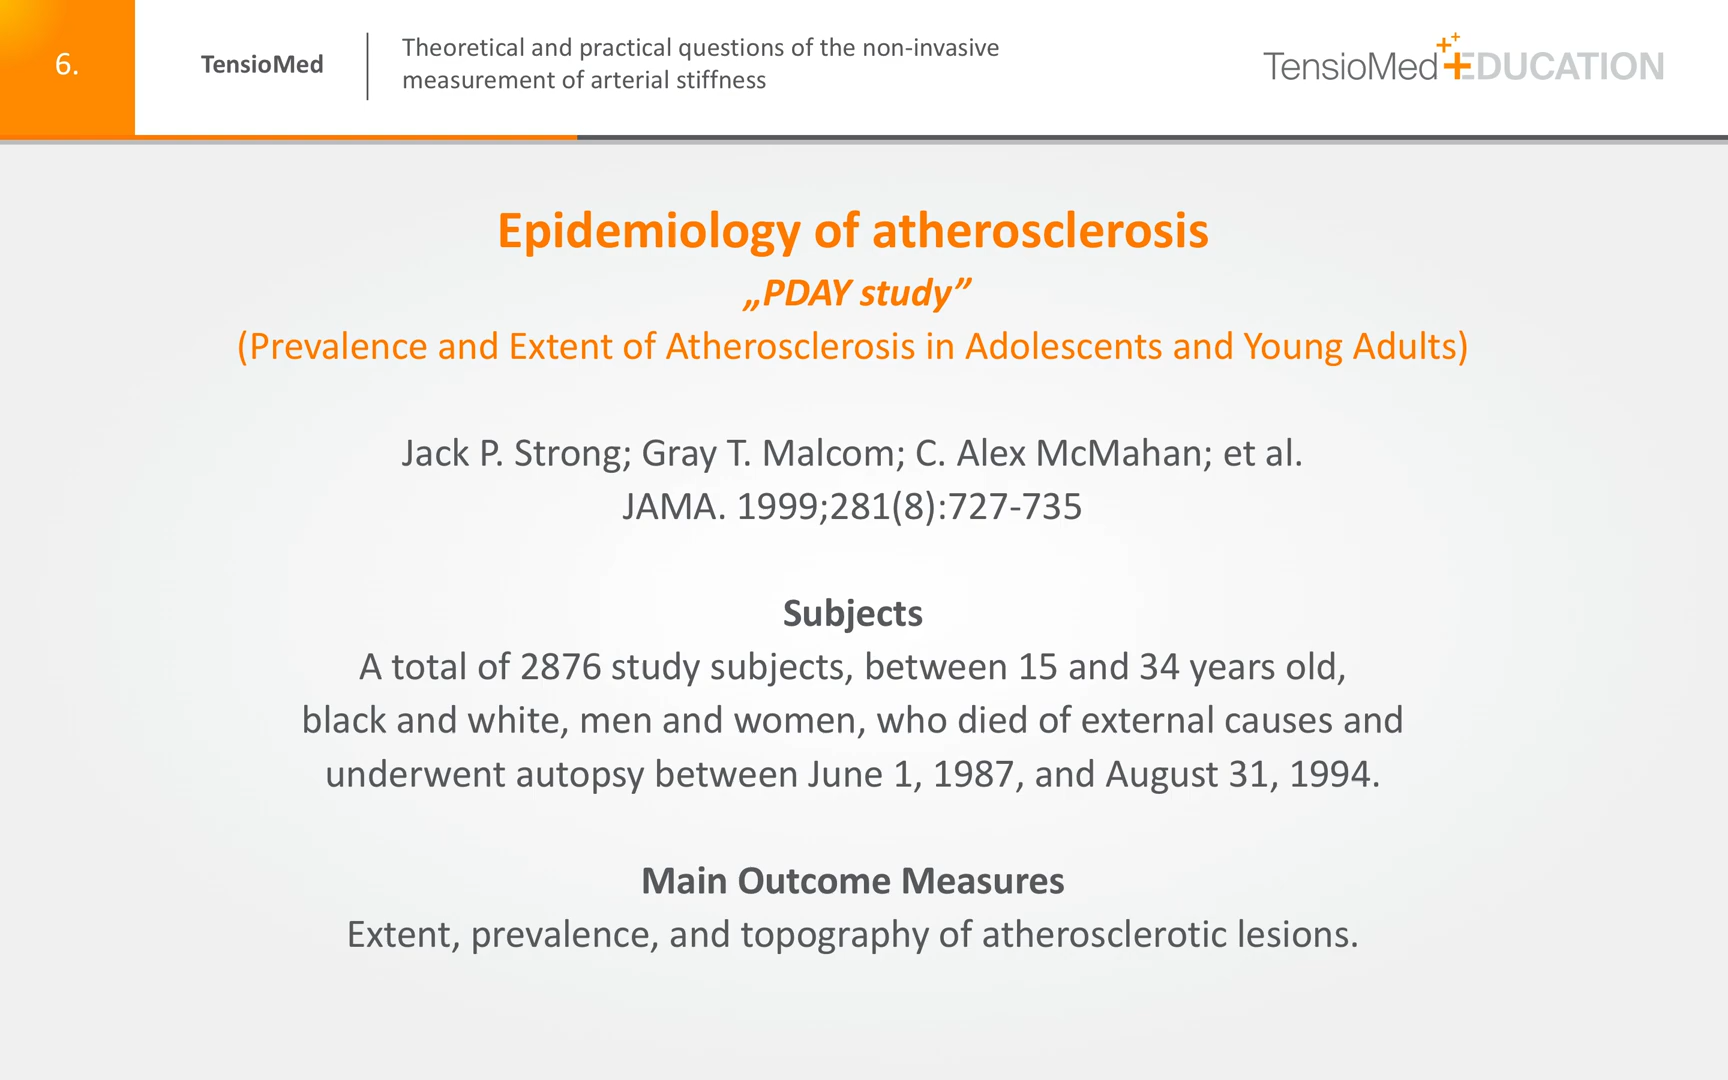 6.
TensioMed
Theoretical and practical questions of the non-invasive
measurement of arterial stiffness
TensioMed EDUCATION
Epidemiology of atherosclerosis
„PDAY study”
(Prevalence and Extent of Atherosclerosis in Adolescents and Young Adults)
Jack P. Strong; Gray T. Malcom; C. Alex McMahan; et al.
JAMA. 1999;281(8):727-735
Subjects
A total of 2876 study subjects, between 15 and 34 years old,
black and white, men and women, who died of external causes and
underwent autopsy between June 1, 1987, and August 31, 1994.
Main Outcome Measures
Extent, prevalence, and topography of atherosclerotic lesions.